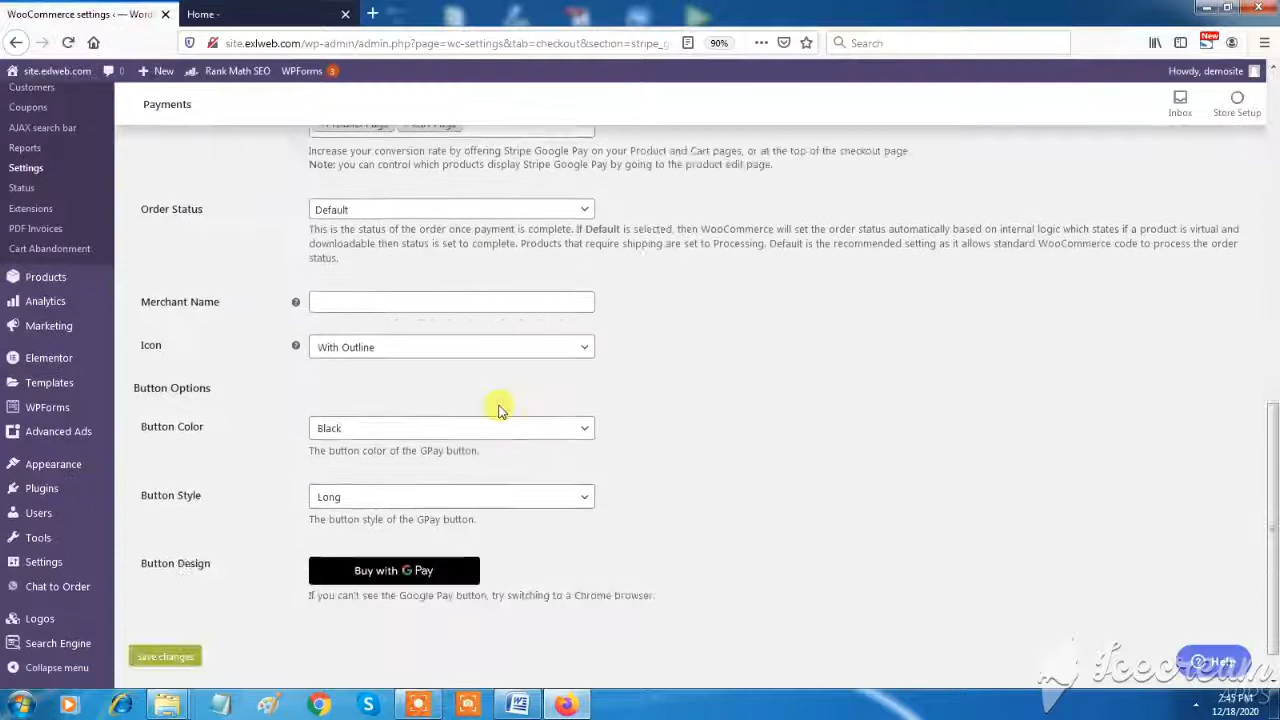 WooCommerce settings ‹ — Word
Home -
site.exlweb.com/wp-admin/admin.php?page=wc-settings&tab=checkout&section=stripe_g
90%
Search
New
site.exlweb.com
0
New
Rank Math SEO
WPForms
3
Howdy, demosite
Customers
Coupons
AJAX search bar
Reports
Settings
Status
Extensions
PDF Invoices
Cart Abandonment
Products
Analytics
Marketing
Elementor
Templates
WPForms
Advanced Ads
Appearance
Plugins
Users
Tools
Settings
Chat to Order
Logos
Search Engine
Collapse menu
Payments
Inbox
Store Setup
Increase your conversion rate by offering Stripe Google Pay on your Product and Cart pages, or at the top of the checkout page
Note: you can control which products display Stripe Google Pay by going to the product edit page.
Order Status
Default
This is the status of the order once payment is complete. If Default is selected, then WooCommerce will set the order status automatically based on internal logic which states if a product is virtual and
downloadable then status is set to complete. Products that require shipping are set to Processing. Default is the recommended setting as it allows standard WooCommerce code to process the order
status.
Merchant Name
Icon
With Outline
Button Options
Button Color
Black
The button color of the GPay button.
Button Style
Long
The button style of the GPay button.
Button Design
Buy with G Pay
If you can't see the Google Pay button, try switching to a Chrome browser.
Save changes
Help
Icecream
APPS
2:45 PM
12/18/2020